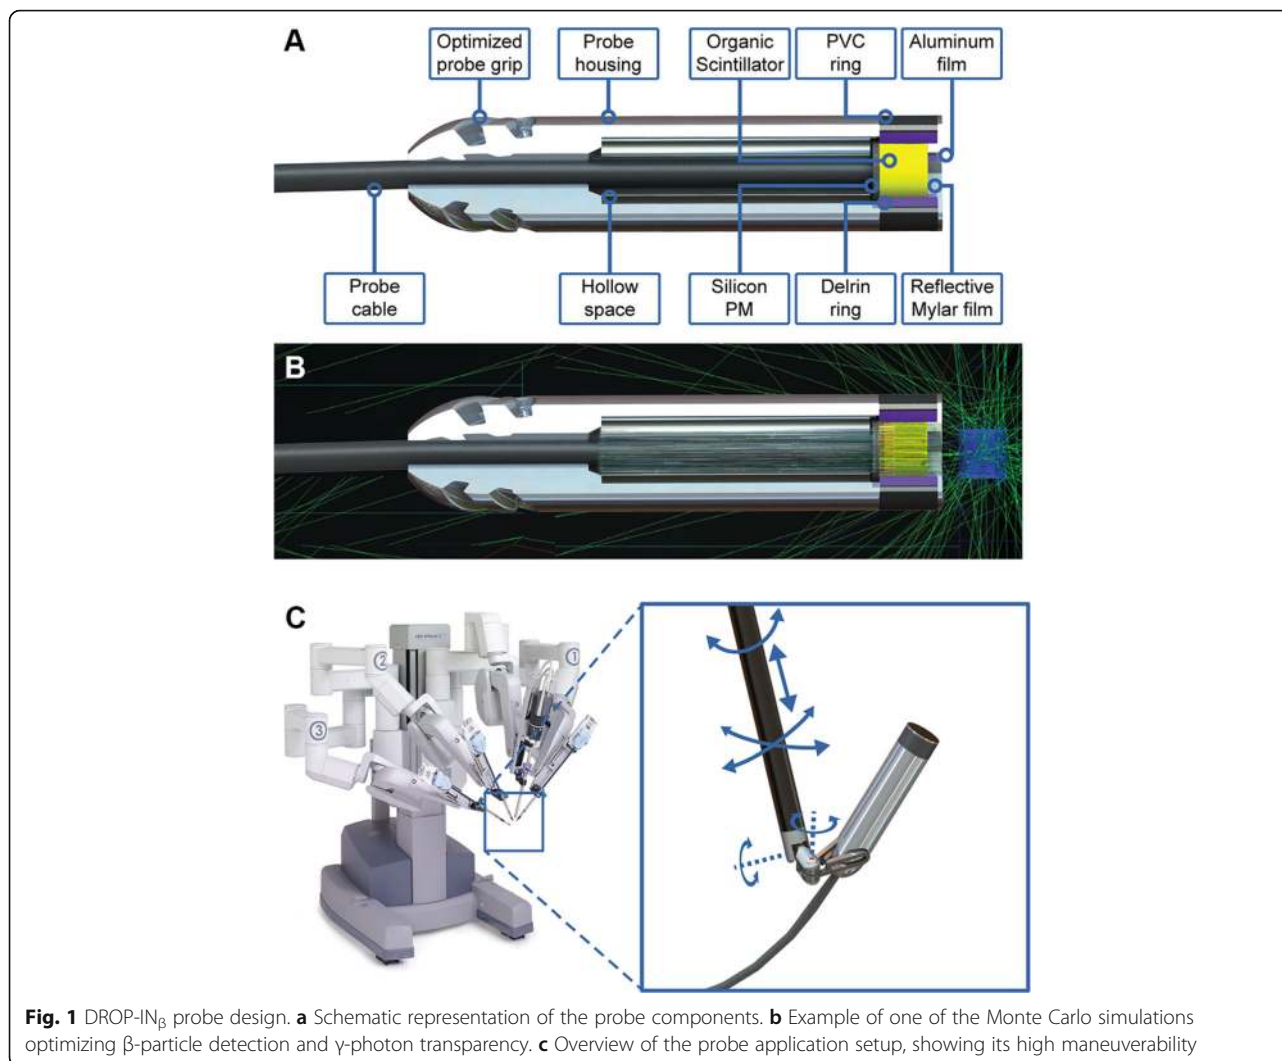 A
Optimized
probe grip
Probe
housing
Organic
Scintillator
PVC
ring
Aluminum
film
Probe
cable
Hollow
space
Silicon
PM
Delrin
ring
Reflective
Mylar film
B
C
1
2
3
Fig. 1 DROP-INβ probe design. a Schematic representation of the probe components. b Example of one of the Monte Carlo simulations
optimizing β-particle detection and γ-photon transparency. c Overview of the probe application setup, showing its high maneuverability